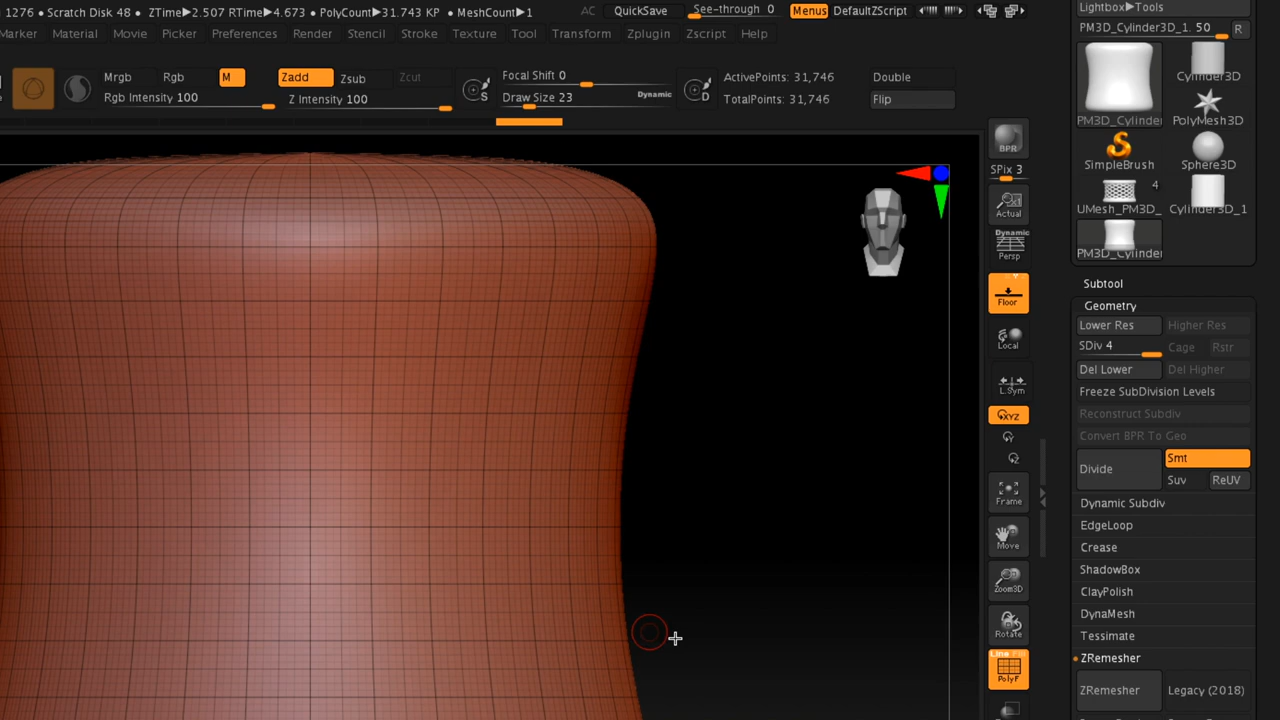 1276 • Scratch Disk 48 • ZTime▶2.507 RTime▶4.673 • PolyCount▶31.743 KP • MeshCount▶1
AC QuickSave See-through 0 Menus DefaultZScript
Marker Material Movie Picker Preferences Render Stencil Stroke Texture Tool Transform Zplugin Zscript Help
Mrgb Rgb M
Rgb Intensity 100
Zadd Zsub Zcut
Z Intensity 100
S
Focal Shift 0
Draw Size 23 Dynamic
D
ActivePoints: 31,746
TotalPoints: 31,746
Double
Flip
BPR
SPix 3
Actual
Dynamic
Persp
Floor
Local
L.Sym
XYZ
Y
Z
Frame
Move
Zoom3D
Rotate
Line Fill
PolyF
Lightbox▶Tools
PM3D_Cylinder3D_1. 50 R
PM3D_Cylinder
Cylinder3D
PolyMesh3D
SimpleBrush
Sphere3D
4
UMesh_PM3D_
Cylinder3D_1
PM3D_Cylinder
Subtool
Geometry
Lower Res Higher Res
SDiv 4 Cage Rstr
Del Lower Del Higher
Freeze SubDivision Levels
Reconstruct Subdiv
Convert BPR To Geo
Divide
Smt
Suv ReUV
Dynamic Subdiv
EdgeLoop
Crease
ShadowBox
ClayPolish
DynaMesh
Tessimate
ZRemesher
ZRemesher Legacy (2018)